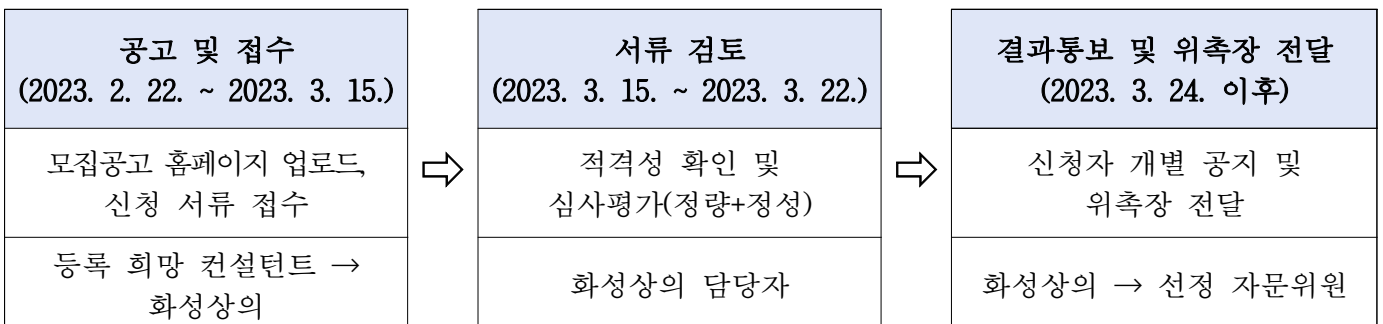 공고 및 접수
(2023. 2. 22. ~ 2023. 3. 15.)
모집공고 홈페이지 업로드,
신청 서류 접수
등록 희망 컨설턴트 →
화성상의
⇨
서류 검토
(2023. 3. 15. ~ 2023. 3. 22.)
적격성 확인 및
심사평가(정량+정성)
화성상의 담당자
⇨
결과통보 및 위촉장 전달
(2023. 3. 24. 이후)
신청자 개별 공지 및
위촉장 전달
화성상의 → 선정 자문위원